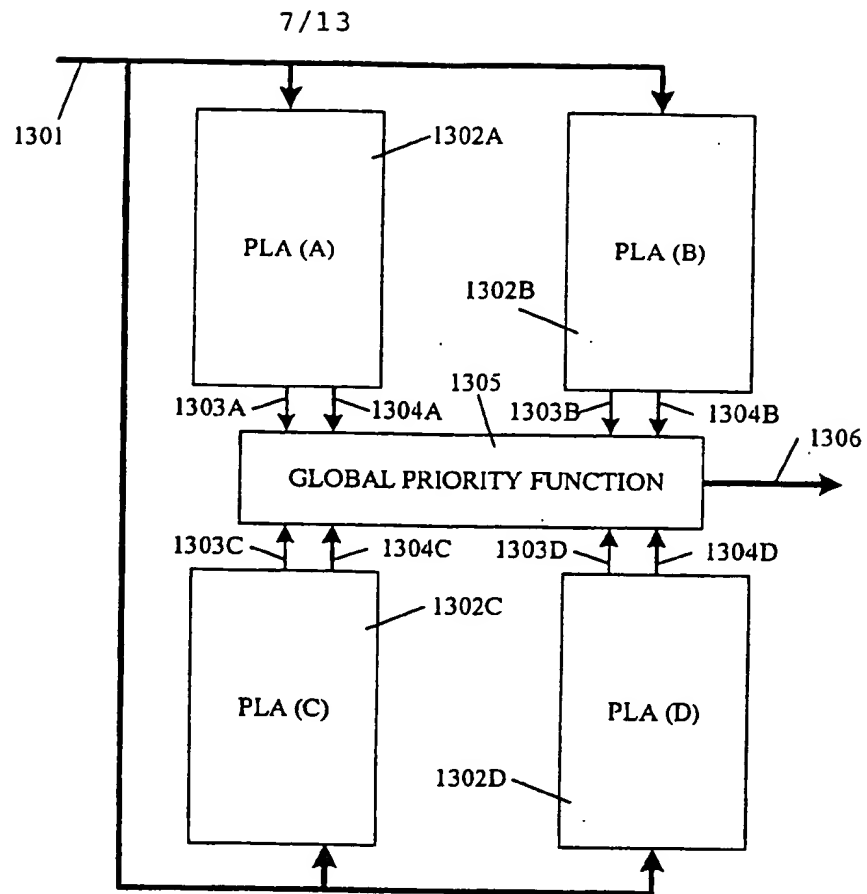 7/13
1301
1302A
PLA (A)
PLA (B)
1302B
1305
1303A
1304A
1303B
1304B
1306
GLOBAL PRIORITY FUNCTION
1303C
1304C
1303D
1304D
1302C
PLA (C)
PLA (D)
1302D